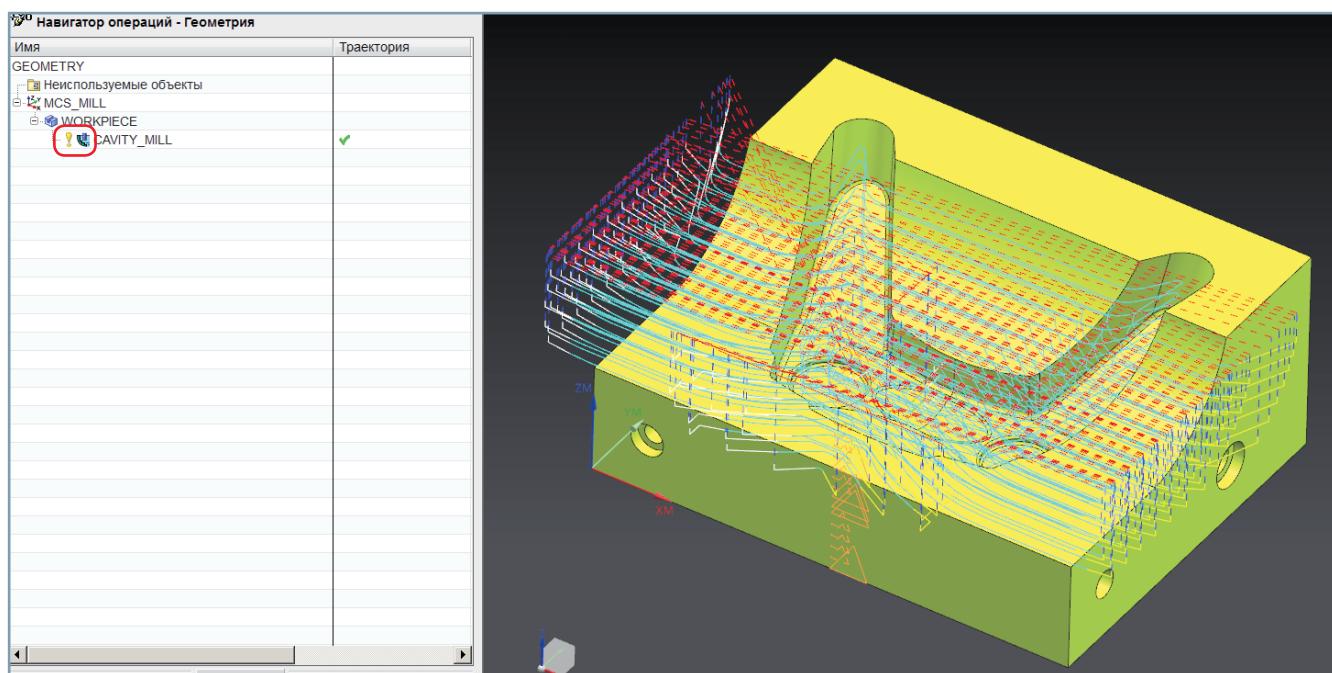 Навигатор операций - Геометрия
Имя
Траектория
GEOMETRY
Неиспользуемые объекты
MCS_MILL
WORKPIECE
CAVITY_MILL
ZM
YM
XM